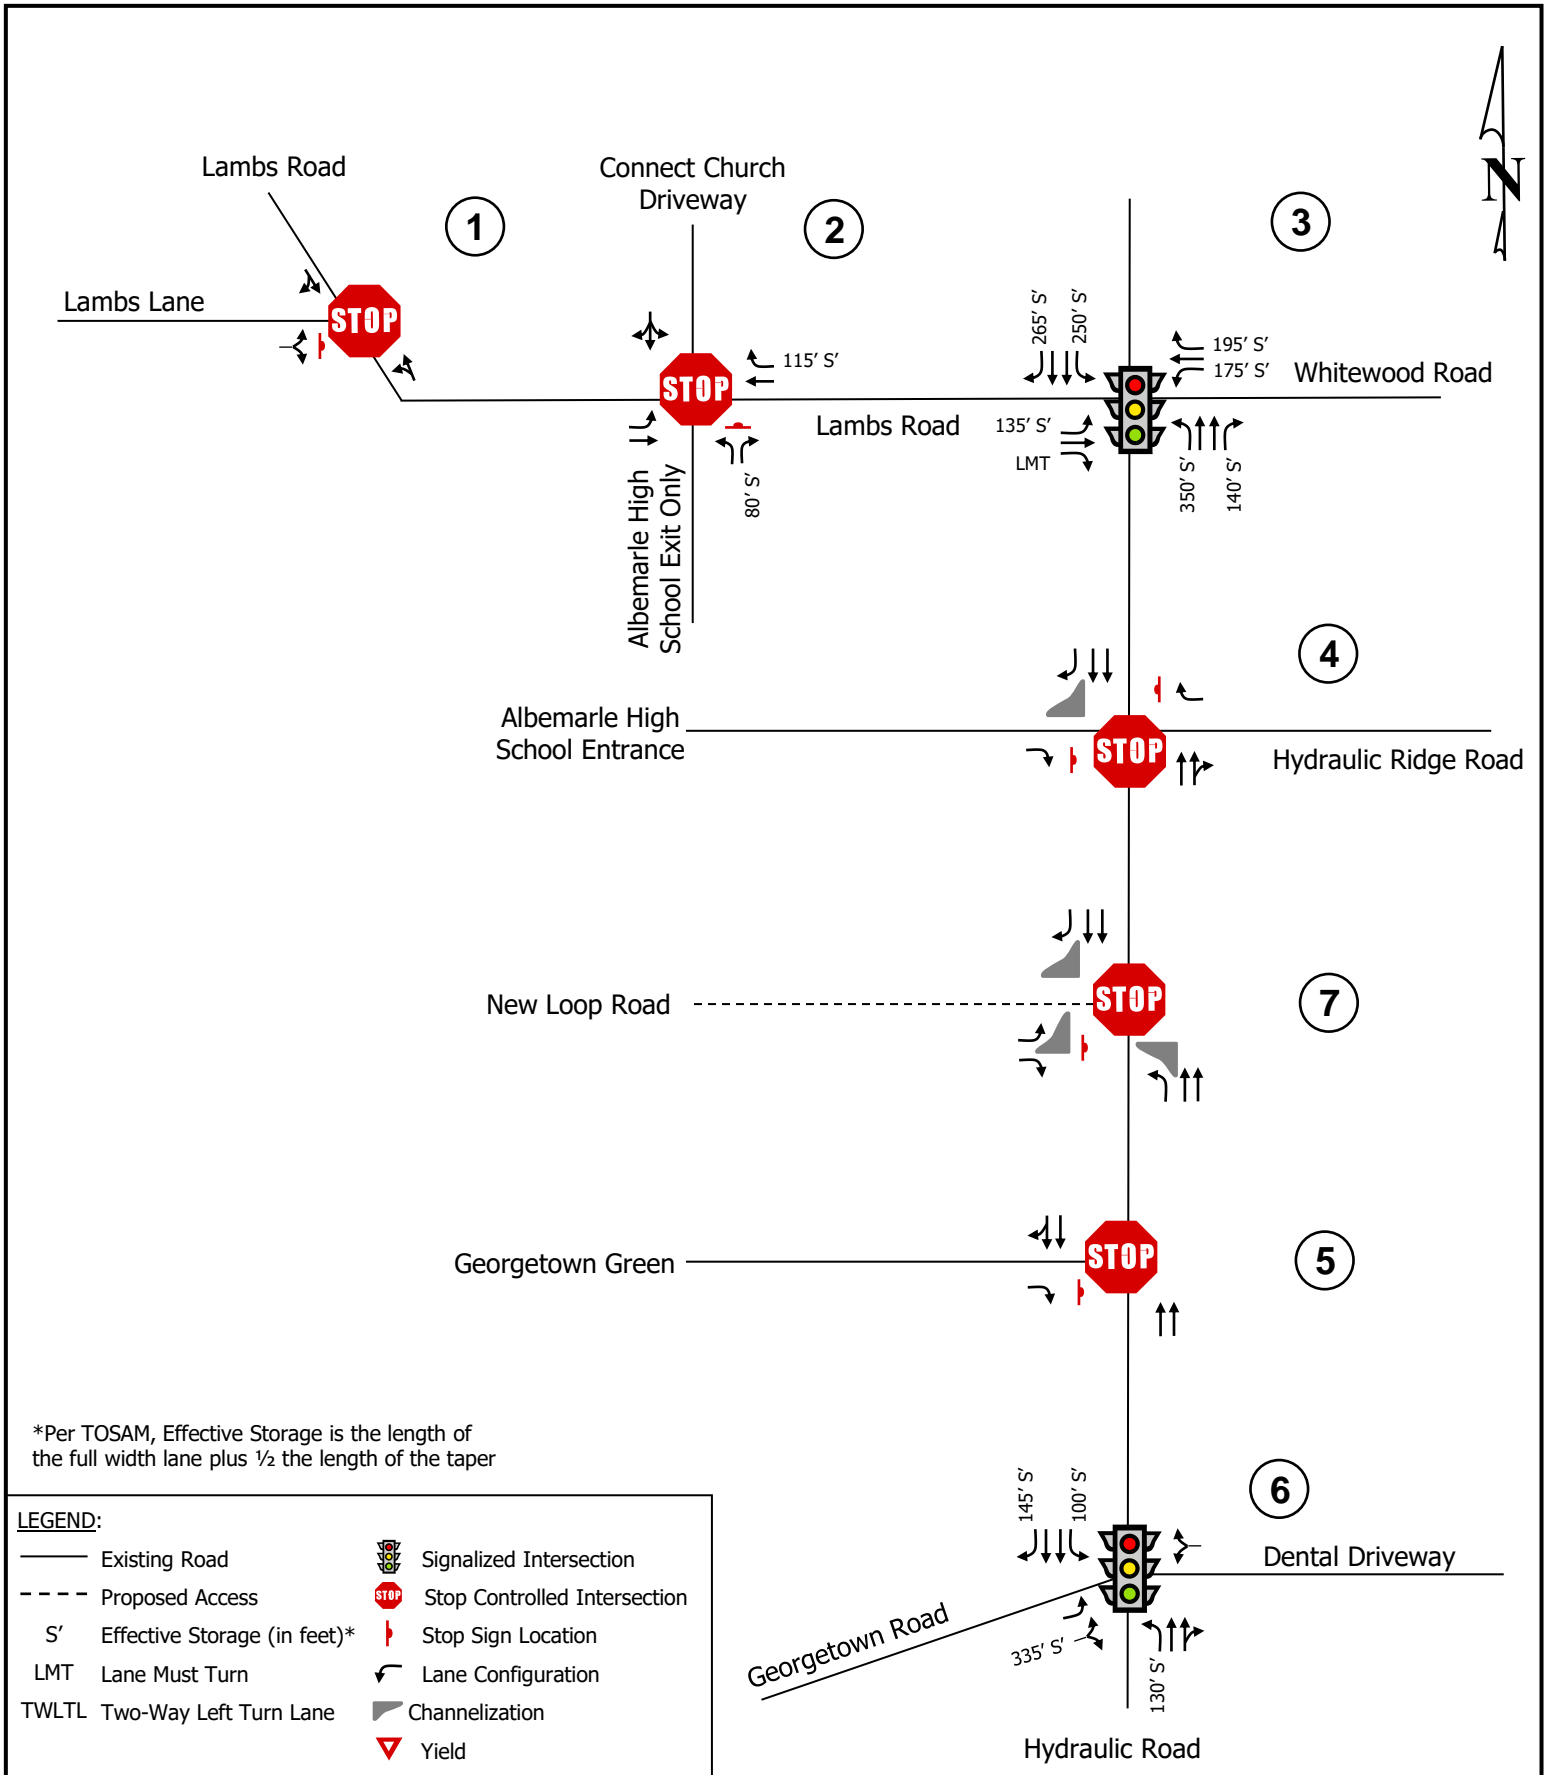 N
Lambs Road
Connect Church
Driveway
1
2
3
Lambs Lane
STOP
STOP
115' S'
265' S'
250' S'
195' S'
175' S'
Whitewood Road
Lambs Road
135' S'
LMT
350' S'
140' S'
80' S'
Albemarle High
School Exit Only
4
Albemarle High
School Entrance
STOP
Hydraulic Ridge Road
New Loop Road
STOP
7
Georgetown Green
STOP
5
*Per TOSAM, Effective Storage is the length of
the full width lane plus ½ the length of the taper
145' S'
100' S'
6
Dental Driveway
Georgetown Road
335' S'
130' S'
Hydraulic Road
LEGEND:
Existing Road
Signalized Intersection
Proposed Access
STOP
Stop Controlled Intersection
S' Effective Storage (in feet)*
Stop Sign Location
LMT Lane Must Turn
Lane Configuration
TWLTL Two-Way Left Turn Lane
Channelization
Yield